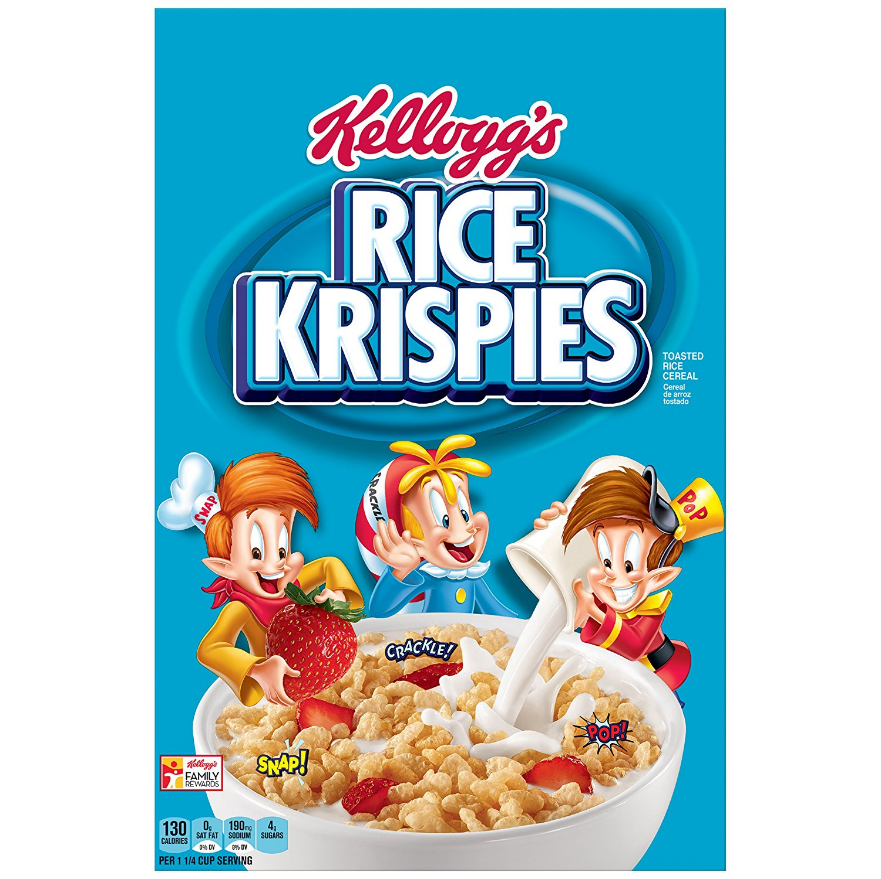 Kellogg's
RICE
KRISPIES
TOASTED
RICE
CEREAL
Cereal
de arroz
tostado
SNAP
CRACKLE
POP
CRACKLE!
POP!
SNAP!
Kellogg's
FAMILY
REWARDS
130
CALORIES
0g
SAT FAT
0% DV
190mg
SODIUM
8% DV
4g
SUGARS
PER 1 1/4 CUP SERVING